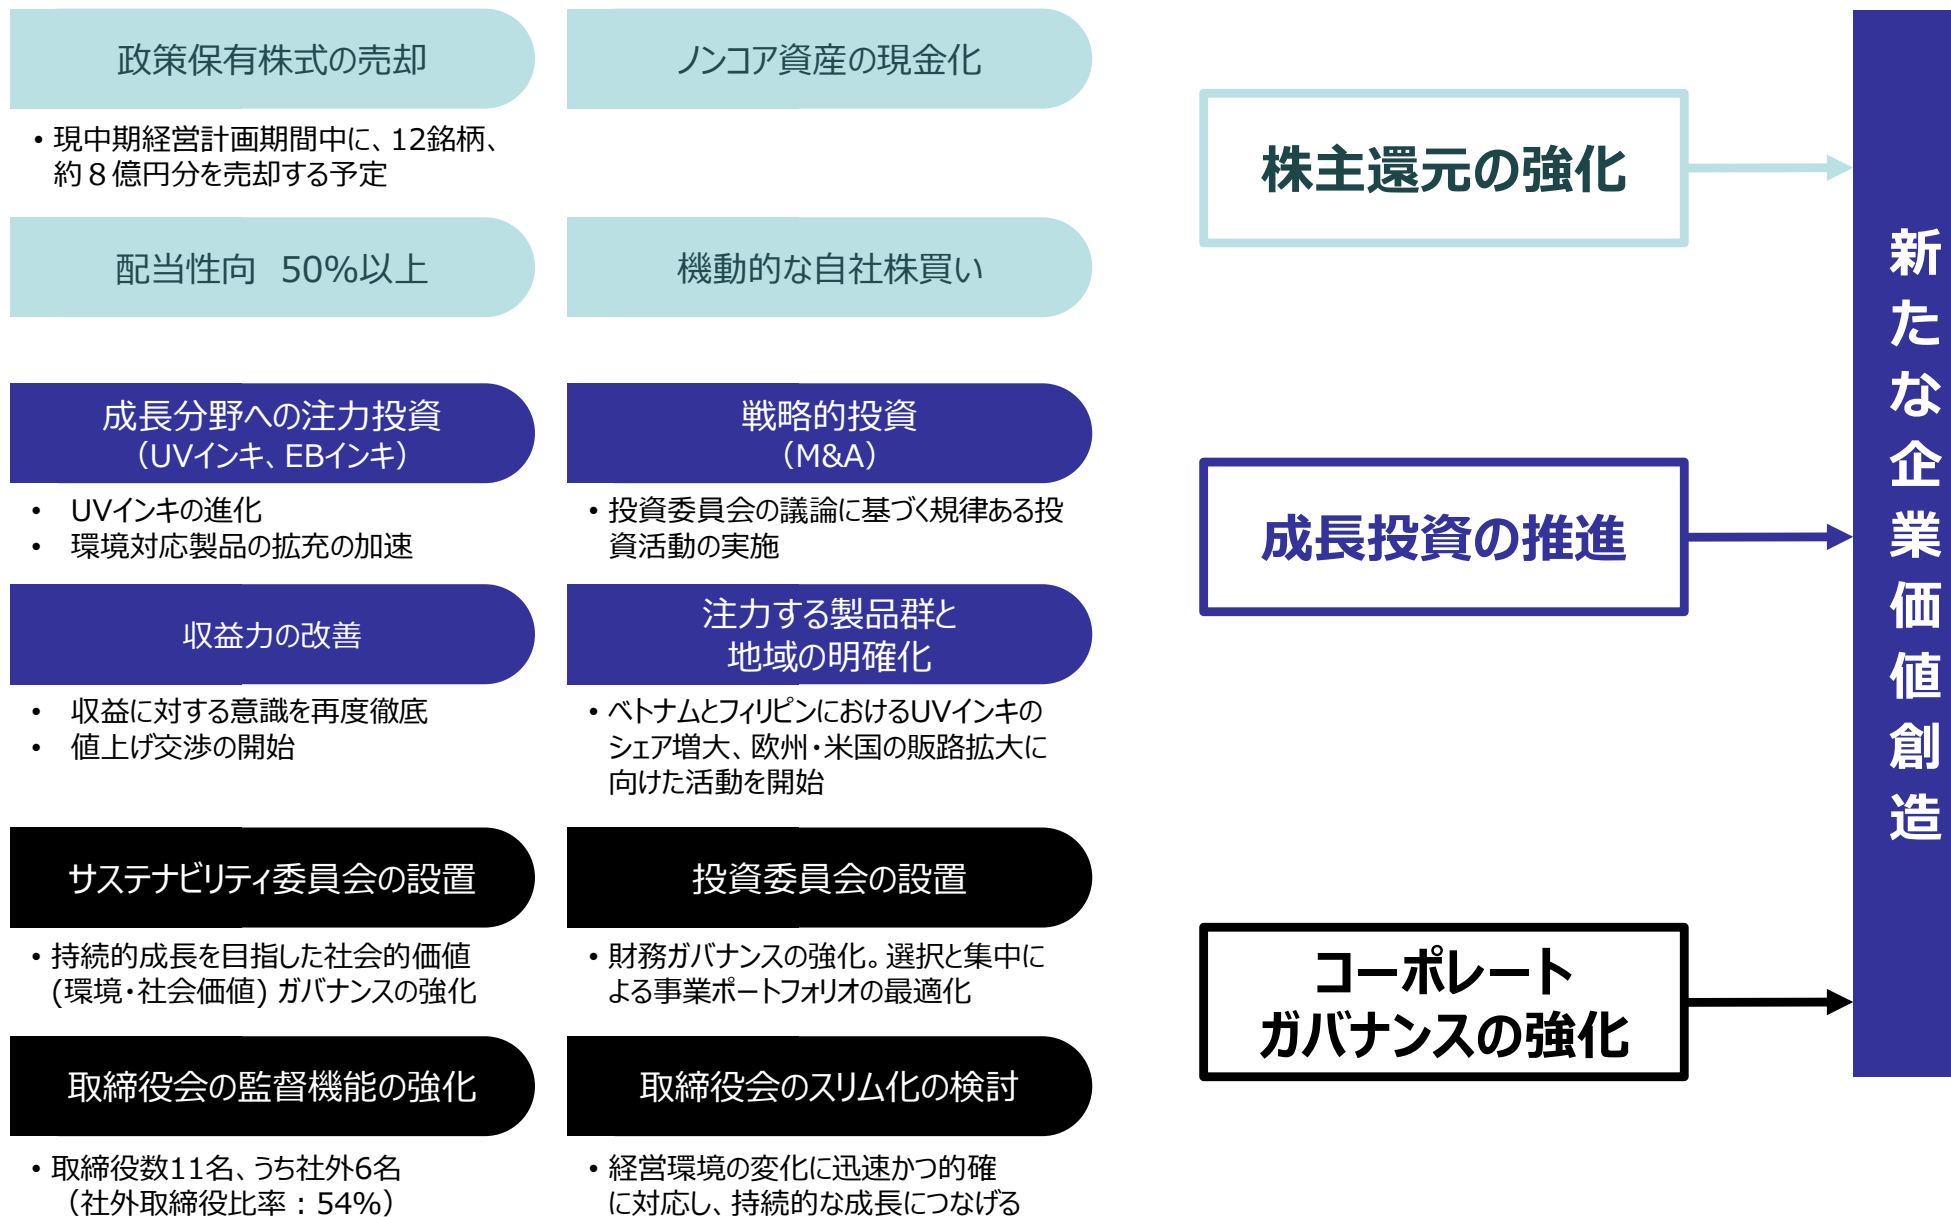 政策保有株式の売却
・現中期経営計画期間中に、12銘柄、
約８億円分を売却する予定
ノンコア資産の現金化
配当性向　50%以上
機動的な自社株買い
株主還元の強化
成長分野への注力投資
（UVインキ、EBインキ）
• UVインキの進化
• 環境対応製品の拡充の加速
戦略的投資
（M&A）
・投資委員会の議論に基づく規律ある投
資活動の実施
収益力の改善
• 収益に対する意識を再度徹底
• 値上げ交渉の開始
注力する製品群と
地域の明確化
・ベトナムとフィリピンにおけるUVインキの
シェア増大、欧州・米国の販路拡大に
向けた活動を開始
成長投資の推進
サステナビリティ委員会の設置
・持続的成長を目指した社会的価値
(環境・社会価値) ガバナンスの強化
投資委員会の設置
・財務ガバナンスの強化。選択と集中に
よる事業ポートフォリオの最適化
取締役会の監督機能の強化
・取締役数11名、うち社外6名
（社外取締役比率：54%）
取締役会のスリム化の検討
・経営環境の変化に迅速かつ的確
に対応し、持続的な成長につなげる
コーポレート
ガバナンスの強化
新たな企業価値創造